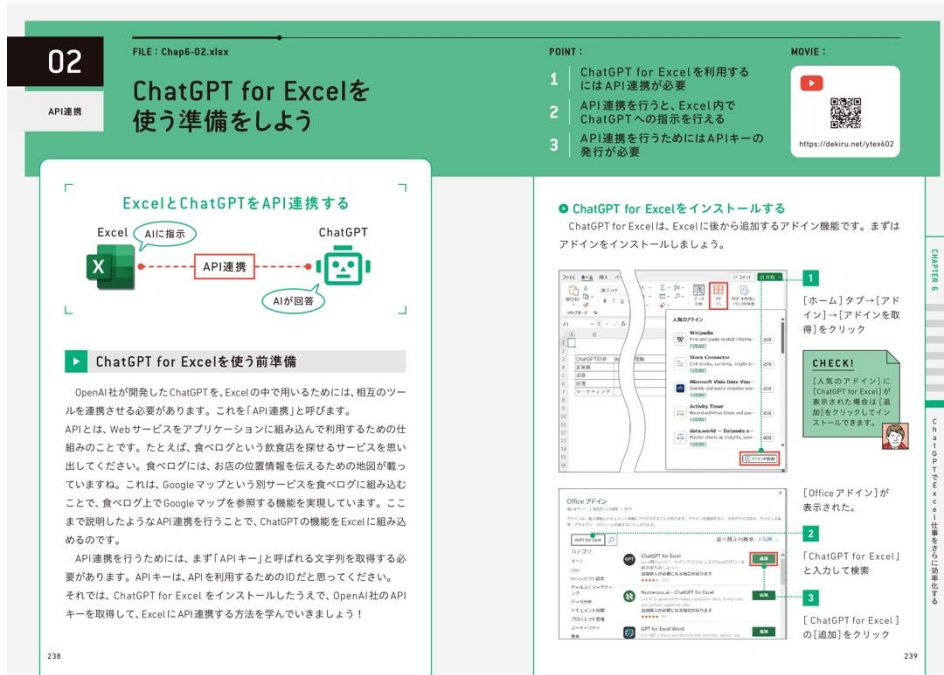 02
API連携
FILE：Chap6-02.xlsx
ChatGPT for Excelを
使う準備をしよう
POINT：
1 ChatGPT for Excelを利用する
にはAPI連携が必要
2 API連携を行うと、Excel内で
ChatGPTへの指示を行える
3 API連携を行うためにはAPIキーの
発行が必要
MOVIE：
https://dekiru.net/ytex602
ExcelとChatGPTをAPI連携する
Excel
AIに指示
ChatGPT
API連携
AIが回答
ChatGPT for Excelを使う前準備
OpenAI社が開発したChatGPTを、Excelの中で用いるためには、相互のツー
ルを連携させる必要があります。これを「API連携」と呼びます。
APIとは、Webサービスをアプリケーションに組み込んで利用するための仕
組みのことです。たとえば、食べログという飲食店を探せるサービスを思い
出してください。食べログには、お店の位置情報を伝えるための地図が載っ
ていますね。これは、Googleマップという別サービスを食べログに組み込む
ことで、食べログ上でGoogleマップを参照する機能を実現しています。ここ
まで説明したようなAPI連携を行うことで、ChatGPTの機能をExcelに組み込
めるのです。
API連携を行うためには、まず「APIキー」と呼ばれる文字列を取得する必
要があります。APIキーは、APIを利用するためのIDだと思ってください。
それでは、ChatGPT for Excelをインストールしたうえで、OpenAI社のAPI
キーを取得して、ExcelにAPI連携する方法を学んでいきましょう！
238
ChatGPT for Excelをインストールする
ChatGPT for Excelは、Excelに後から追加するアドイン機能です。まずは
アドインをインストールしましょう。
ファイル ホーム 挿入
人気のアドイン
Wikipedia
Stock Connector
Microsoft Visio Data Visu
Activity Timer
data.world
1
［ホーム］タブ→［アド
イン］→［アドインを取
得］をクリック
CHECK!
［人気のアドイン］に
［ChatGPT for Excel］が
表示された場合は［追
加］をクリックしてイン
ストールできます。
Office アドイン
カテゴリ
ChatGPT for Excel
追加
Numerous.ai - ChatGPT for Excel
追加
GPT for Excel Word
追加
［Officeアドイン］が
表示された。
2
「ChatGPT for Excel」
と入力して検索
3
［ChatGPT for Excel］
の［追加］をクリック
CHAPTER 6
ChatGPTでExcel仕事をさらに効率化する
239